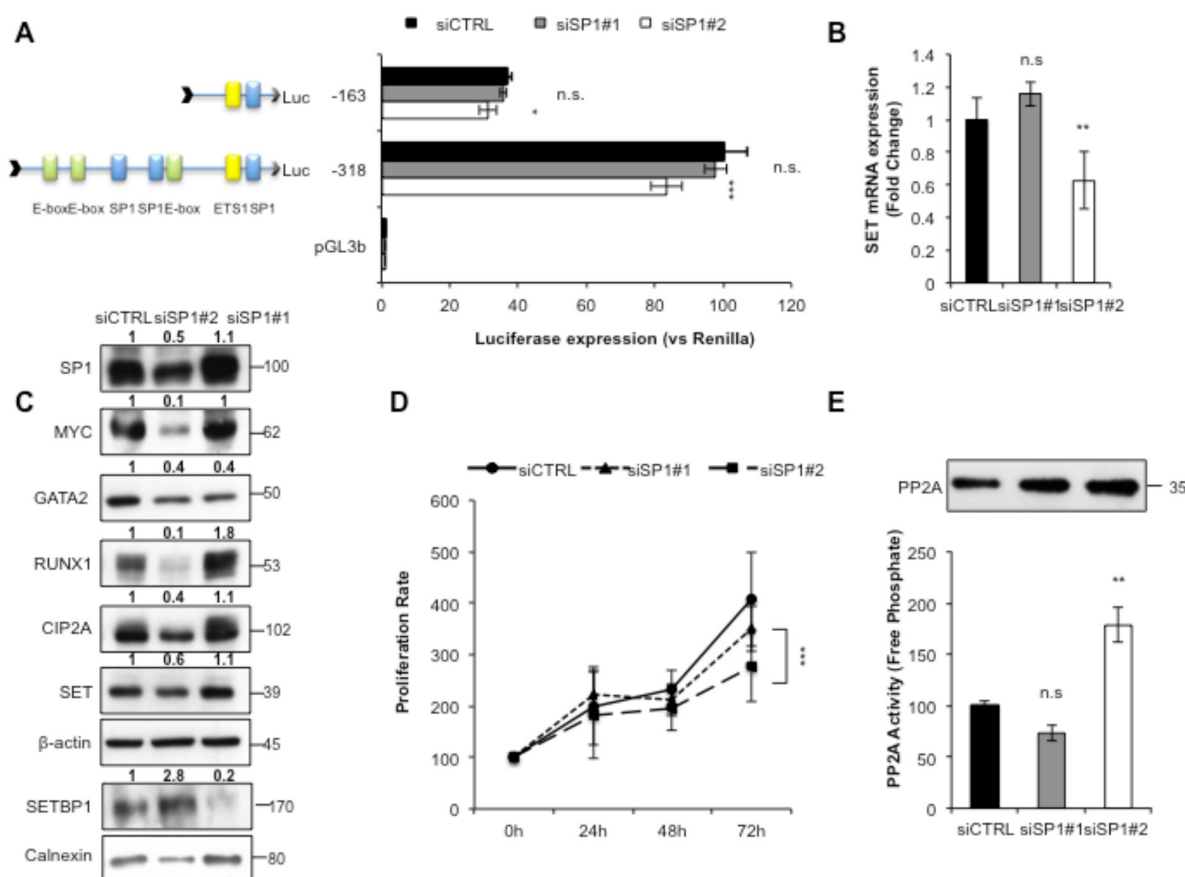 A
siCTRL siSP1#1 siSP1#2
-163
Luc
n.s.
*
-318
Luc
n.s.
***
E-boxE-box SP1 SP1E-box ETS1SP1
pGL3b
0 20 40 60 80 100 120
Luciferase expression (vs Renilla)
B
SET mRNA expression
(Fold Change)
1.4
1.2
1
0.8
0.6
0.4
0.2
0
n.s
**
siCTRL siSP1#1 siSP1#2
C
siCTRL siSP1#2 siSP1#1
1 0.5 1.1
SP1 100
1 0.1 1
MYC 62
1 0.4 0.4
GATA2 50
1 0.1 1.8
RUNX1 53
1 0.4 1.1
CIP2A 102
1 0.6 1.1
SET 39
β-actin 45
1 2.8 0.2
SETBP1 170
Calnexin 80
D
siCTRL siSP1#1 siSP1#2
Proliferation Rate
600
500
400
300
200
100
0
***
0h 24h 48h 72h
E
PP2A 35
PP2A Activity (Free Phosphate)
250
200
150
100
50
0
n.s
**
siCTRL siSP1#1 siSP1#2